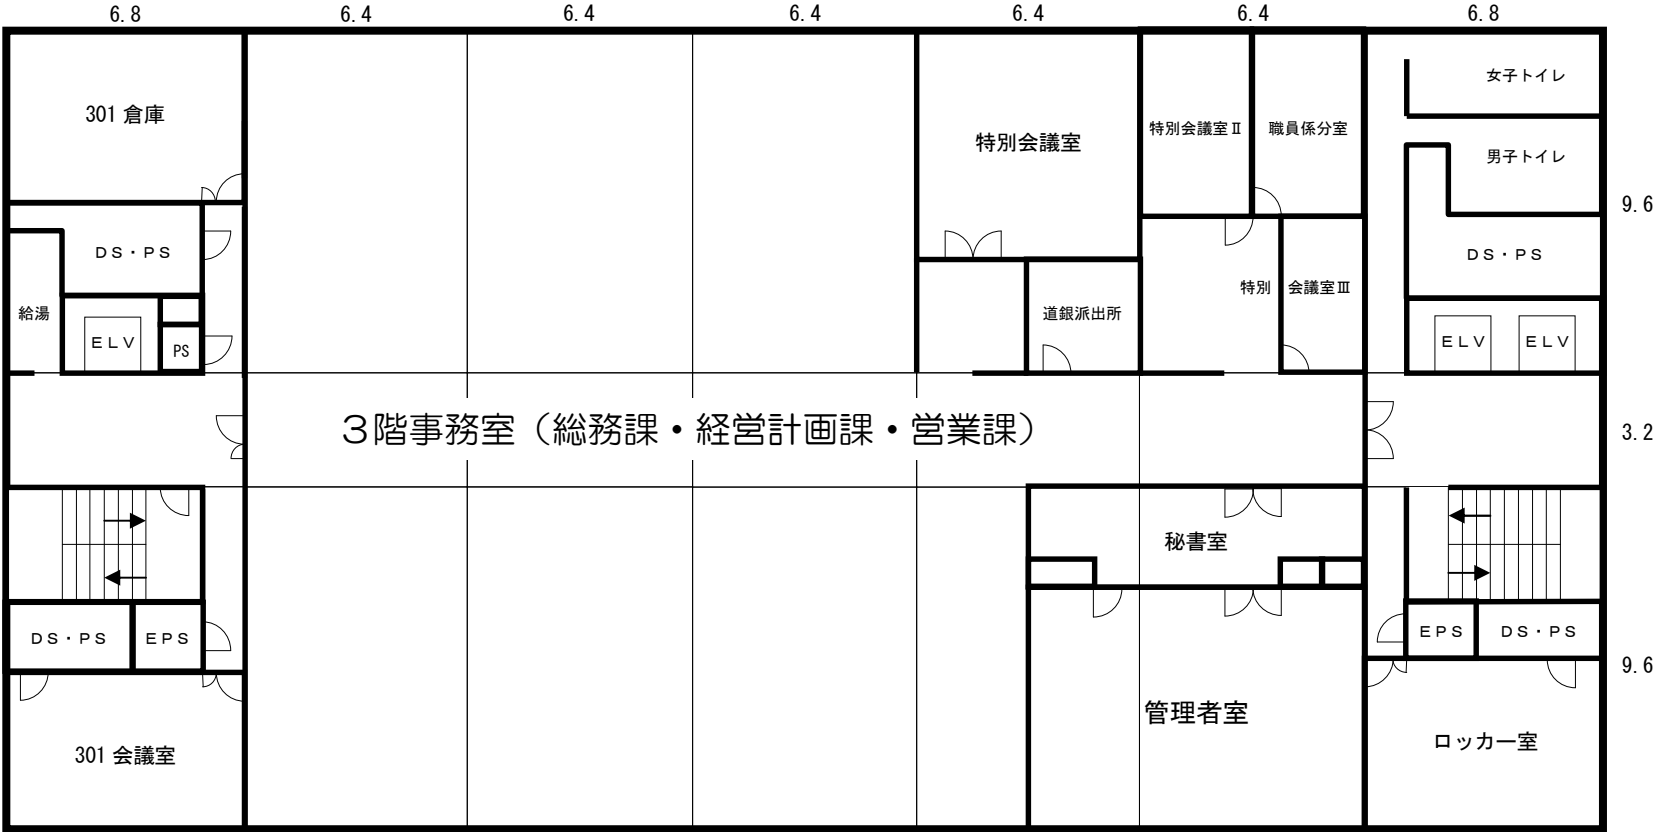 6.8 6.4 6.4 6.4 6.4 6.4 6.8
女子トイレ
301 倉庫
特別会議室Ⅱ 職員係分室
特別会議室
男子トイレ
9.6
DS・PS
DS・PS
特別 会議室Ⅲ
給湯
道銀派出所
ELV
PS
ELV ELV
3階事務室（総務課・経営計画課・営業課）
3.2
秘書室
DS・PS EPS
EPS DS・PS
9.6
管理者室
301 会議室
ロッカー室